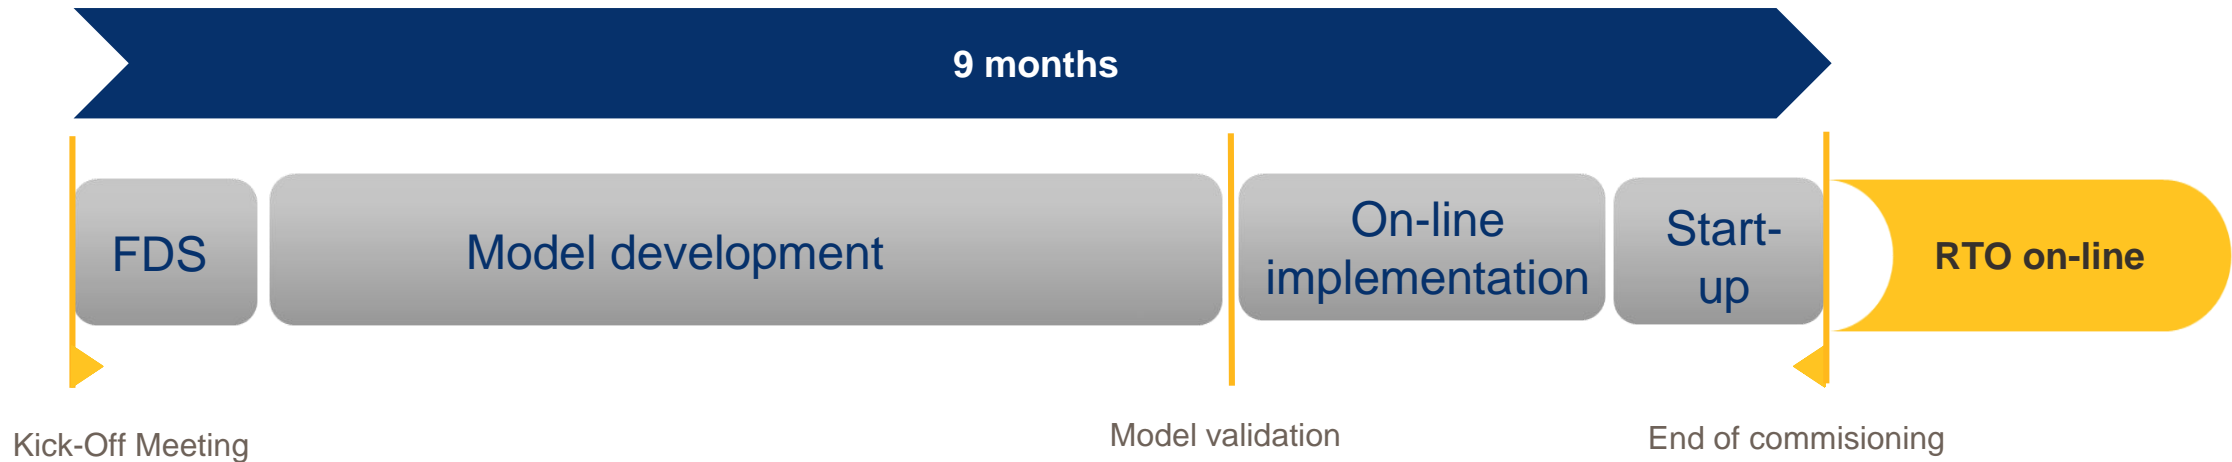 9 months
FDS
Model development
On-line
implementation
Start-
up
RTO on-line
Kick-Off Meeting
Model validation
End of commisioning